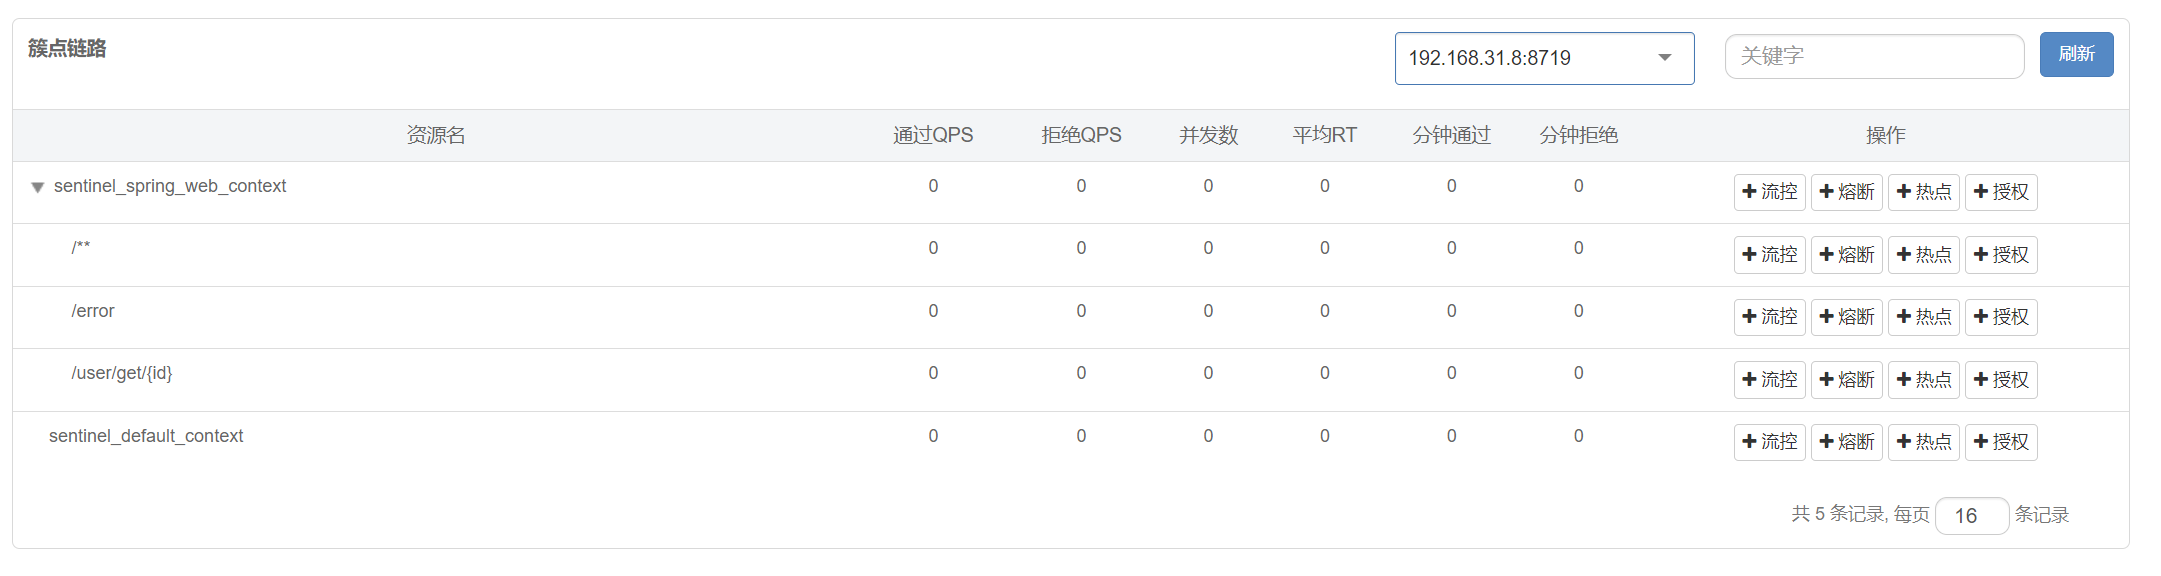 簇点链路 192.168.31.8:8719 关键字 刷新
资源名 通过QPS 拒绝QPS 并发数 平均RT 分钟通过 分钟拒绝 操作
sentinel_spring_web_context 0 0 0 0 0 0 流控 熔断 热点 授权
/** 0 0 0 0 0 0 流控 熔断 热点 授权
/error 0 0 0 0 0 0 流控 熔断 热点 授权
/user/get/{id} 0 0 0 0 0 0 流控 熔断 热点 授权
sentinel_default_context 0 0 0 0 0 0 流控 熔断 热点 授权
共 5 条记录, 每页 16 条记录